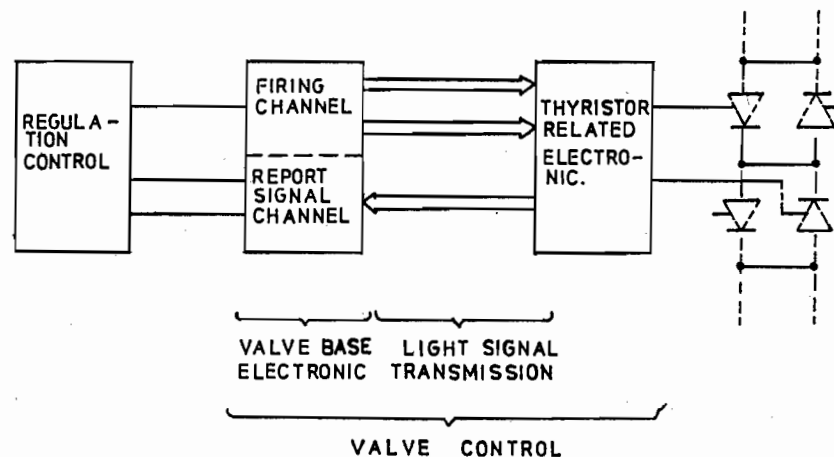 REGULA-
TION
CONTROL
FIRING
CHANNEL
REPORT
SIGNAL
CHANNEL
THYRISTOR
RELATED
ELECTRO-
NIC.
VALVE BASE
ELECTRONIC
LIGHT SIGNAL
TRANSMISSION
VALVE CONTROL